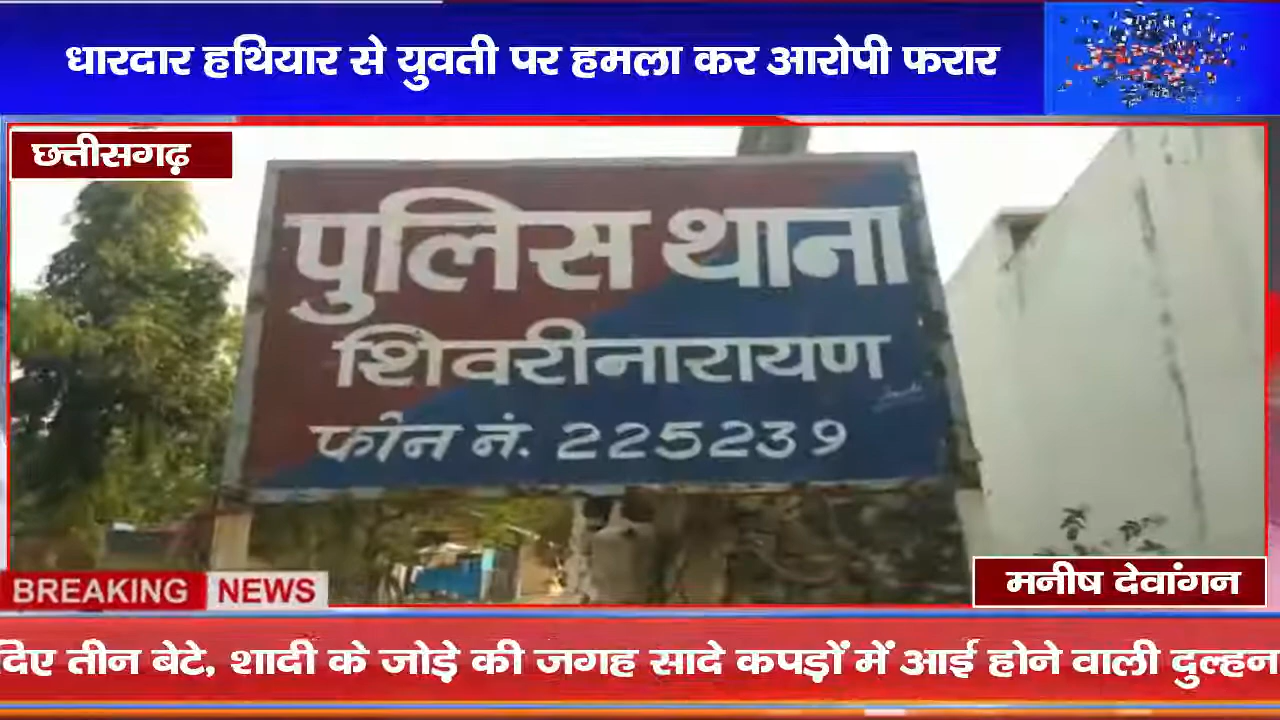 धारदार हथियार से युवती पर हमला कर आरोपी फरार
छत्तीसगढ़
पुलिस थाना
शिवरीनारायण
फोन नं. 225239
BREAKING NEWS
मनीष देवांगन
दिए तीन बेटे, शादी के जोड़े की जगह सादे कपड़ों में आई होने वाली दुल्हन